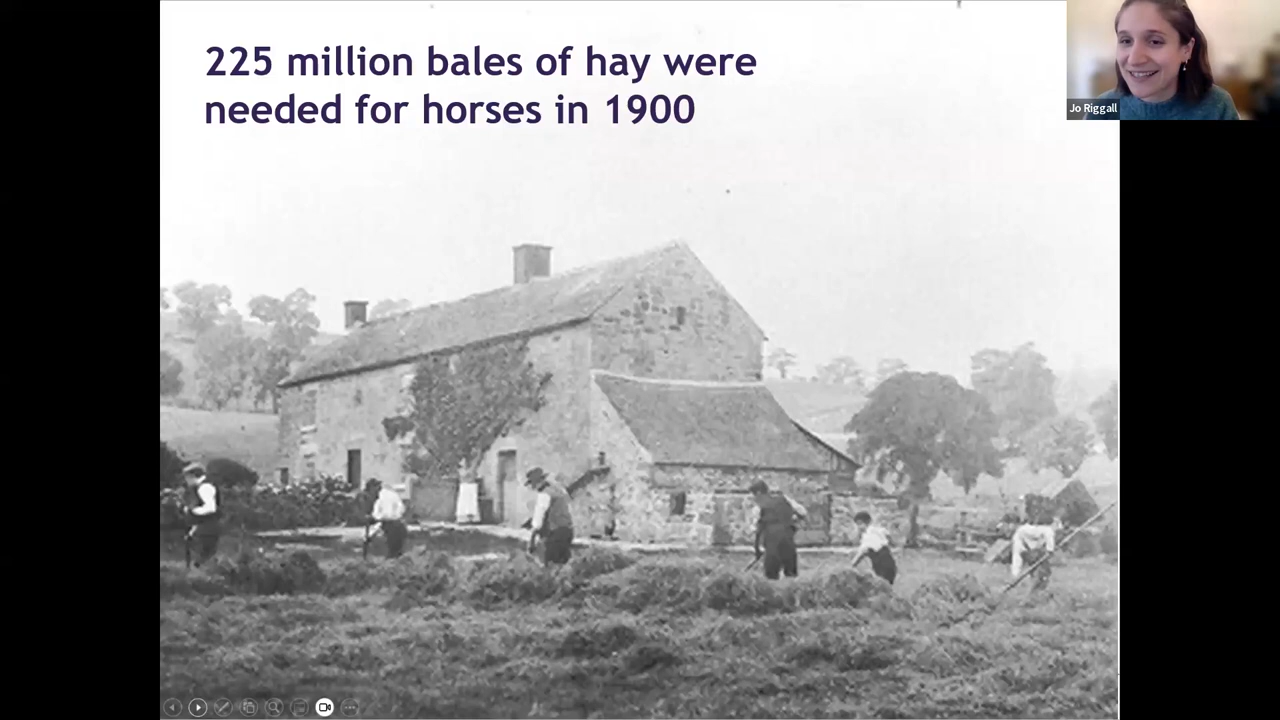 225 million bales of hay were
needed for horses in 1900
Jo Riggall